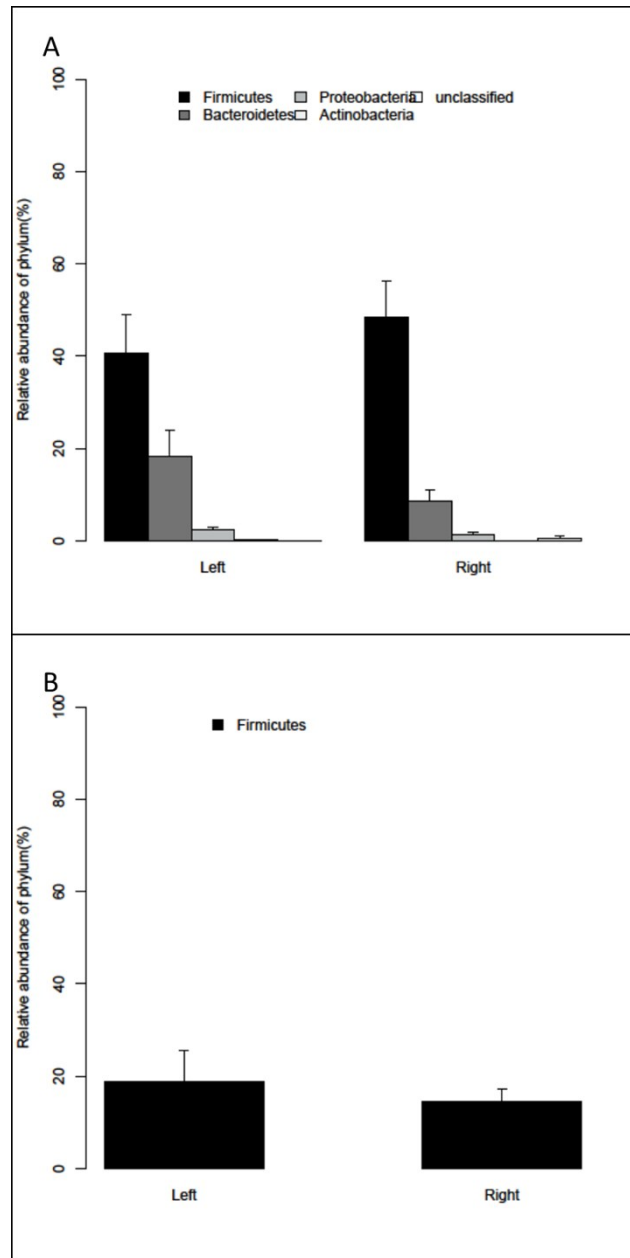 A
100
80
60
40
20
0
Relative abundance of phylum(%)
Firmicutes Proteobacteria unclassified
Bacteroidetes Actinobacteria
Left Right
B
100
80
60
40
20
0
Relative abundance of phylum(%)
Firmicutes
Left Right